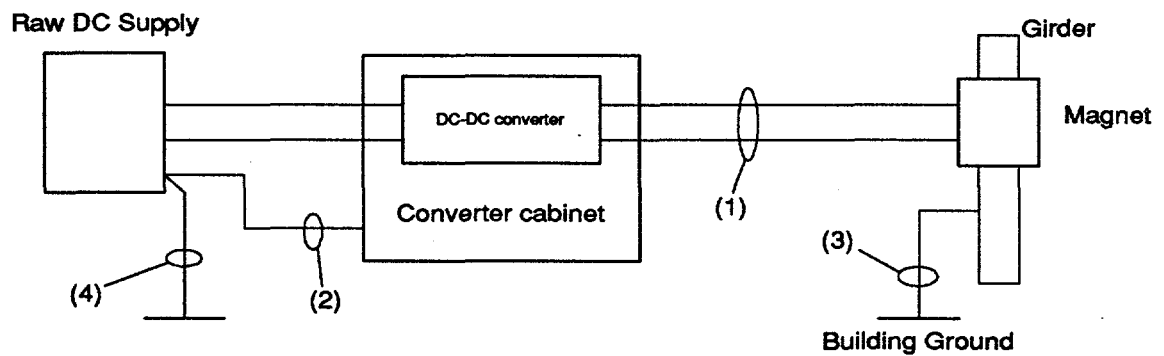 Raw DC Supply
Girder
DC-DC converter
Magnet
Converter cabinet
(1)
(2)
(3)
(4)
Building Ground